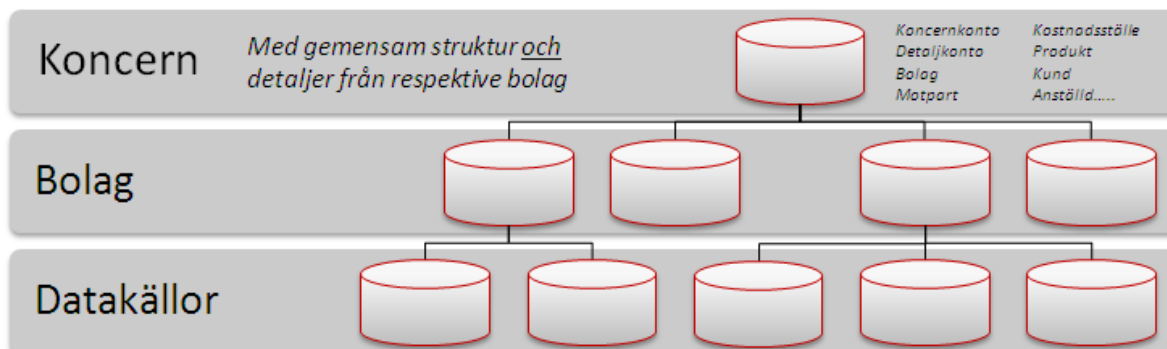 Koncern
Med gemensam struktur och
detaljer från respektive bolag
Koncernkonto
Detaljkonto
Bolag
Motpart
Kostnadsställe
Produkt
Kund
Anställd.....
Bolag
Datakällor